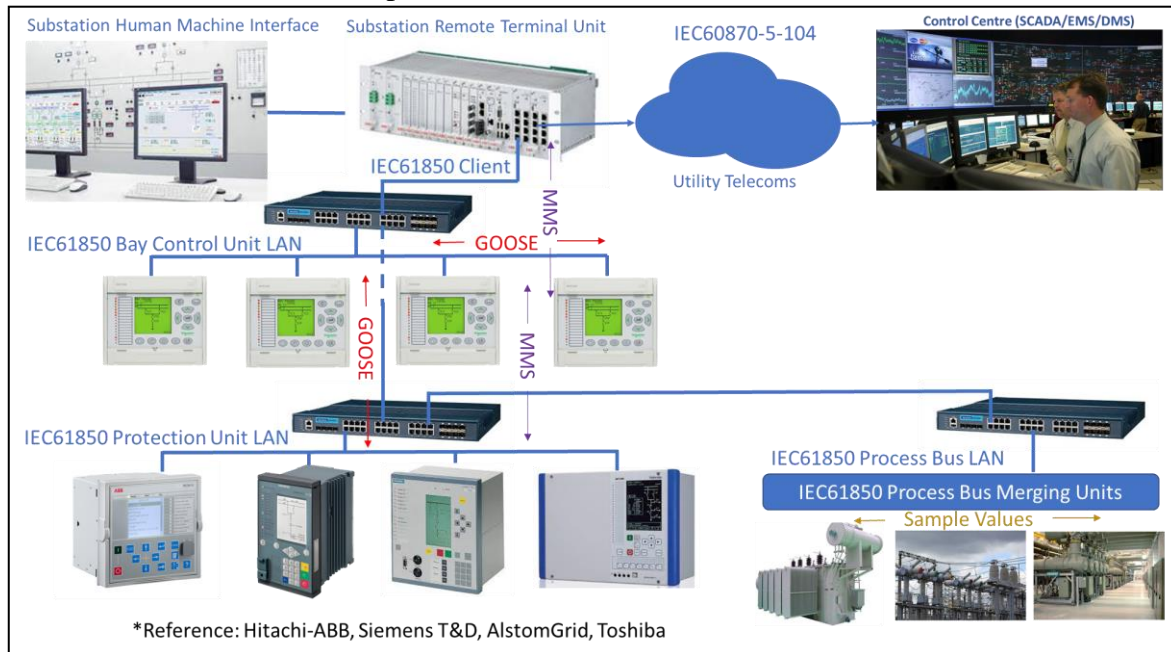 Substation Human Machine Interface
Substation Remote Terminal Unit
IEC60870-5-104
Control Centre (SCADA/EMS/DMS)
IEC61850 Client
Utility Telecoms
MMS
IEC61850 Bay Control Unit LAN
GOOSE
GOOSE
MMS
IEC61850 Protection Unit LAN
IEC61850 Process Bus LAN
IEC61850 Process Bus Merging Units
Sample Values
ABB
*Reference: Hitachi-ABB, Siemens T&D, AlstomGrid, Toshiba